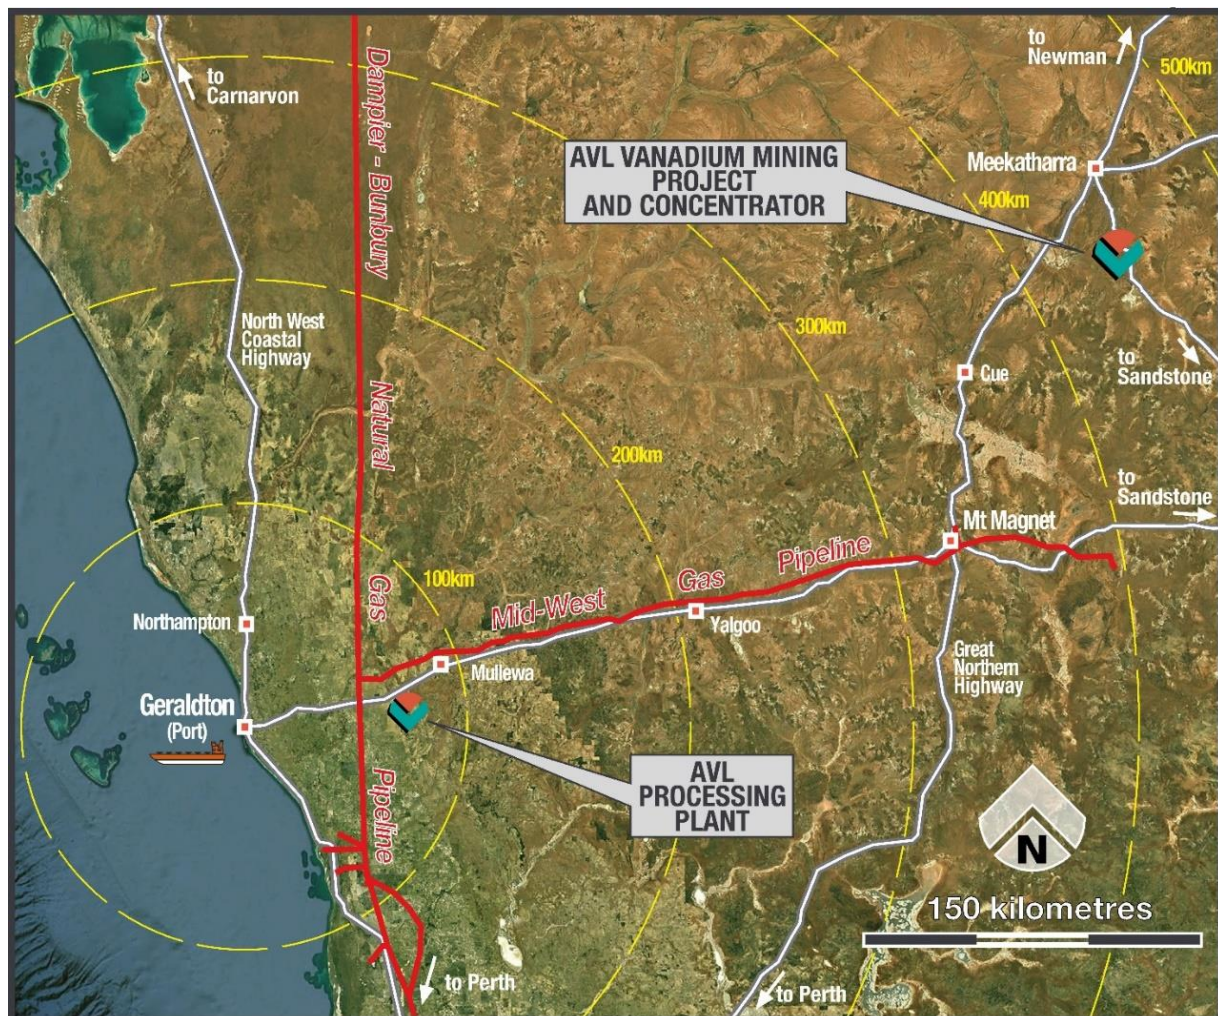 to
Newman
500km
to
Carnarvon
Dampier - Bunbury
Natural
Gas
Pipeline
AVL VANADIUM MINING
PROJECT
AND CONCENTRATOR
Meekatharra
400km
North West
Coastal
Highway
300km
to
Sandstone
Cue
200km
to
Sandstone
Mt Magnet
100km
Mid-West
Gas
Pipeline
Northampton
Yalgoo
Mullewa
Great
Northern
Highway
Geraldton
(Port)
AVL
PROCESSING
PLANT
N
150 kilometres
to Perth
to Perth